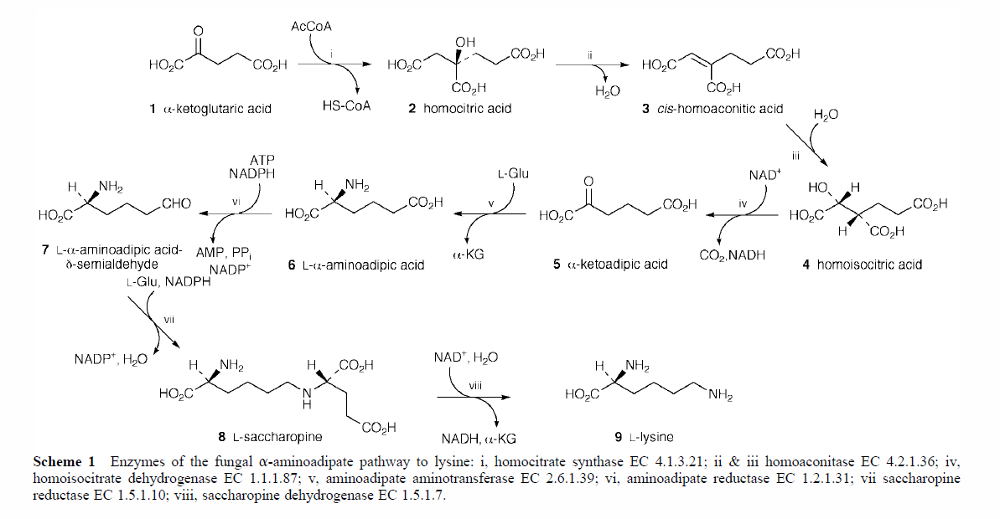 O
HO2C
CO2H
1 α-ketoglutaric acid
AcCoA
i
HS-CoA
OH
HO2C
CO2H
CO2H
2 homocitric acid
ii
H2O
HO2C
CO2H
CO2H
3 cis-homoaconitic acid
H2O
iii
HO
H
HO2C
CO2H
H
CO2H
4 homoisocitric acid
NAD+
iv
CO2, NADH
O
HO2C
CO2H
5 α-ketoadipic acid
L-Glu
v
α-KG
H
NH2
HO2C
CO2H
6 L-α-aminoadipic acid
ATP
NADPH
vi
AMP, PPi
NADP+
H
NH2
HO2C
CHO
7 L-α-aminoadipic acid-
δ-semialdehyde
L-Glu, NADPH
vii
NADP+, H2O
H
NH2
HO2C
N
H
H
CO2H
CO2H
8 L-saccharopine
NAD+, H2O
viii
NADH, α-KG
H
NH2
HO2C
NH2
9 L-lysine
Scheme 1 Enzymes of the fungal α-aminoadipate pathway to lysine: i, homocitrate synthase EC 4.1.3.21; ii & iii homoaconitase EC 4.2.1.36; iv,
homoisocitrate dehydrogenase EC 1.1.1.87; v, aminoadipate aminotransferase EC 2.6.1.39; vi, aminoadipate reductase EC 1.2.1.31; vii saccharopine
reductase EC 1.5.1.10; viii, saccharopine dehydrogenase EC 1.5.1.7.